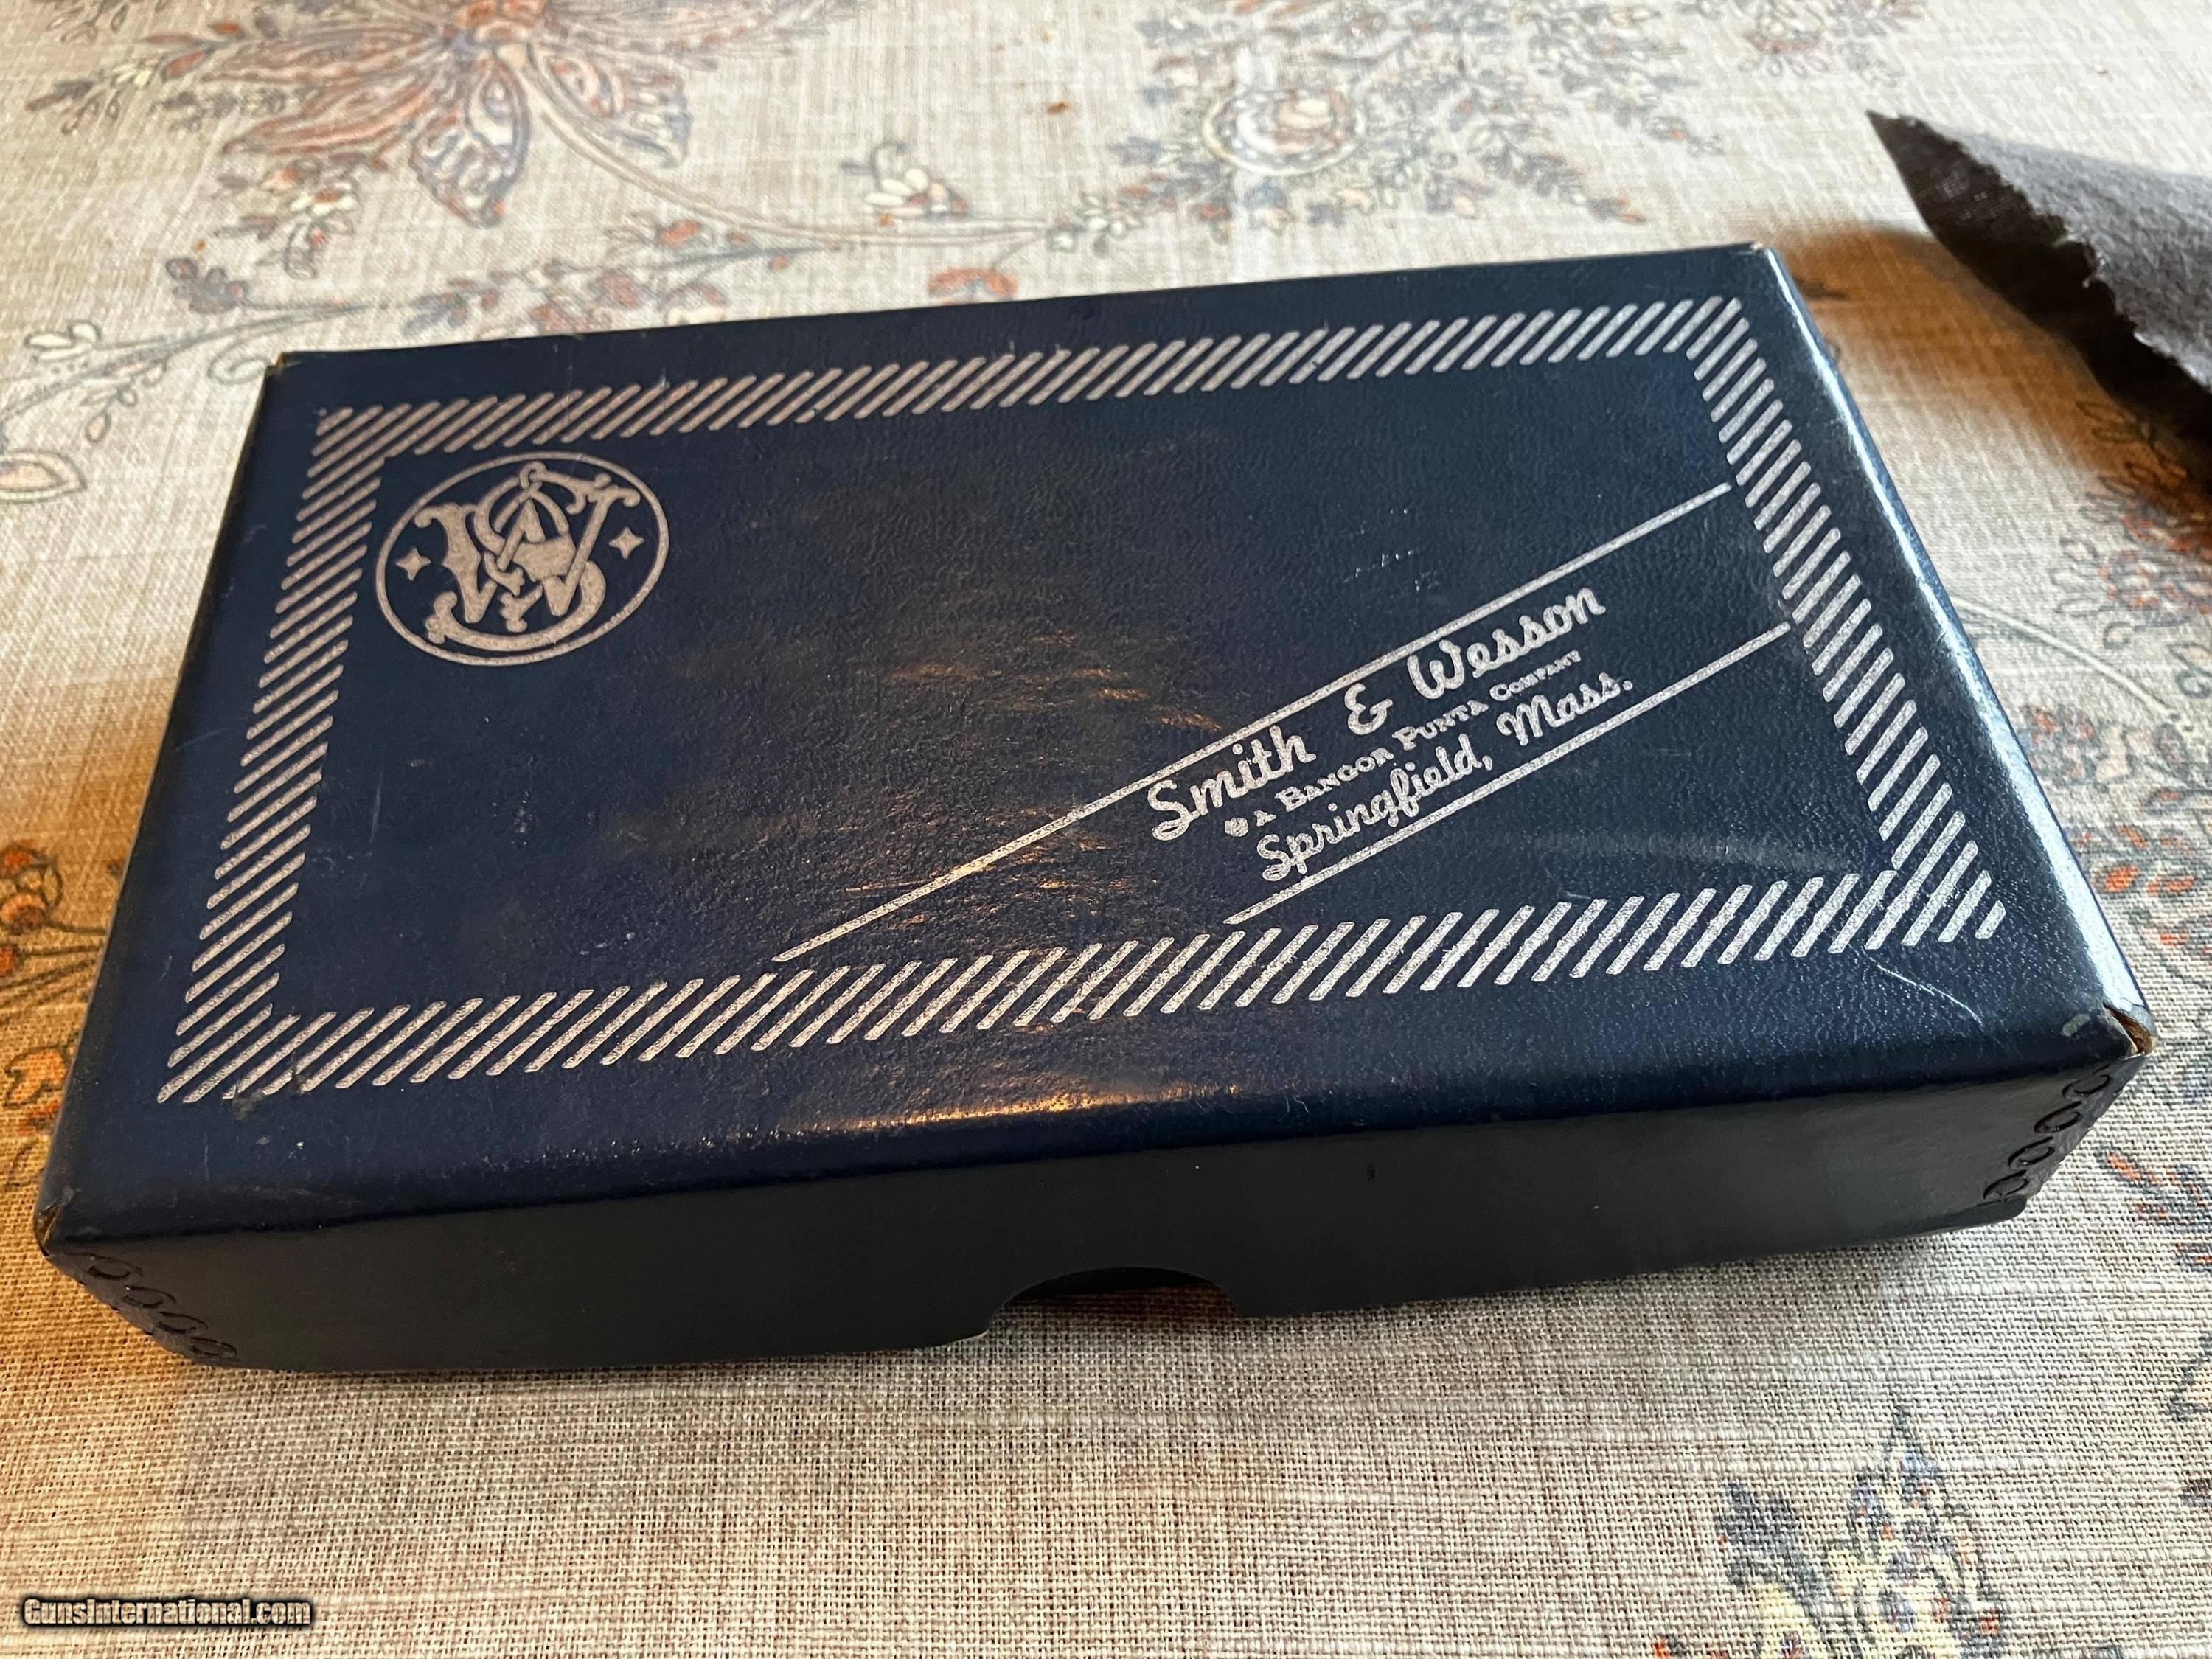 Smith & Wesson
A BANGOR PUNTA COMPANY
Springfield, Mass.
GunsInternational.com